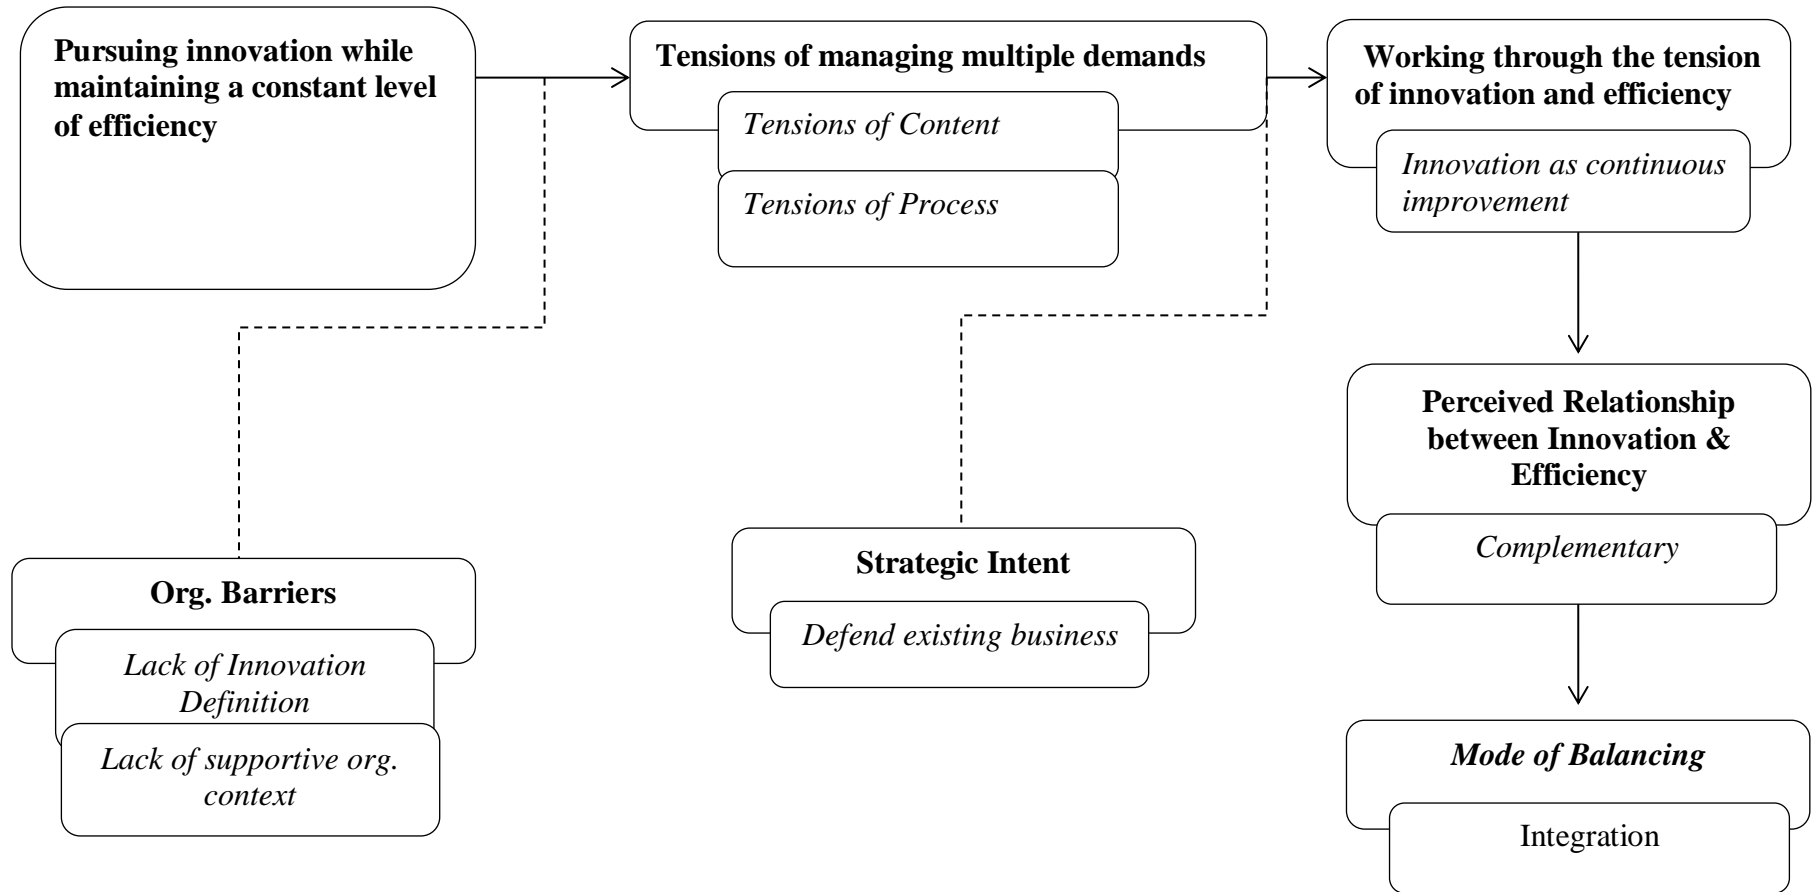 Pursuing innovation while
maintaining a constant level
of efficiency
Tensions of managing multiple demands
Tensions of Content
Tensions of Process
Working through the tension
of innovation and efficiency
Innovation as continuous
improvement
Perceived Relationship
between Innovation &
Efficiency
Complementary
Org. Barriers
Lack of Innovation
Definition
Lack of supportive org.
context
Strategic Intent
Defend existing business
Mode of Balancing
Integration